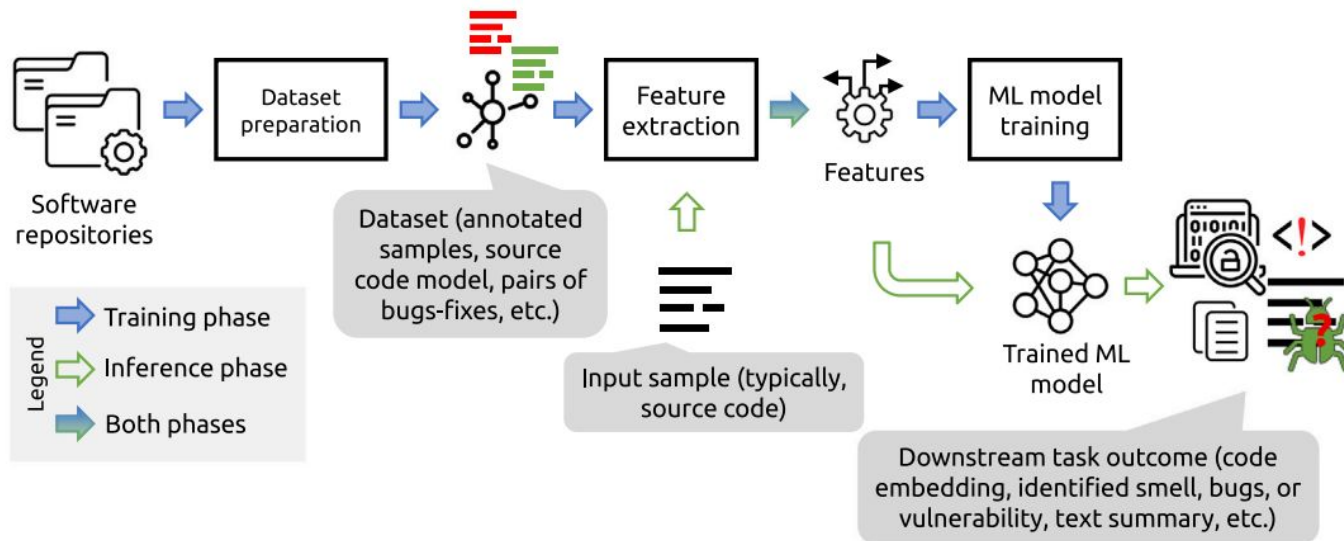 Dataset
preparation
Feature
extraction
ML model
training
Software
repositories
Features
Dataset (annotated
samples, source
code model, pairs of
bugs-fixes, etc.)
010101
<!>
Legend
Training phase
Inference phase
Both phases
Input sample (typically,
source code)
Trained ML
model
?
Downstream task outcome (code
embedding, identified smell, bugs, or
vulnerability, text summary, etc.)